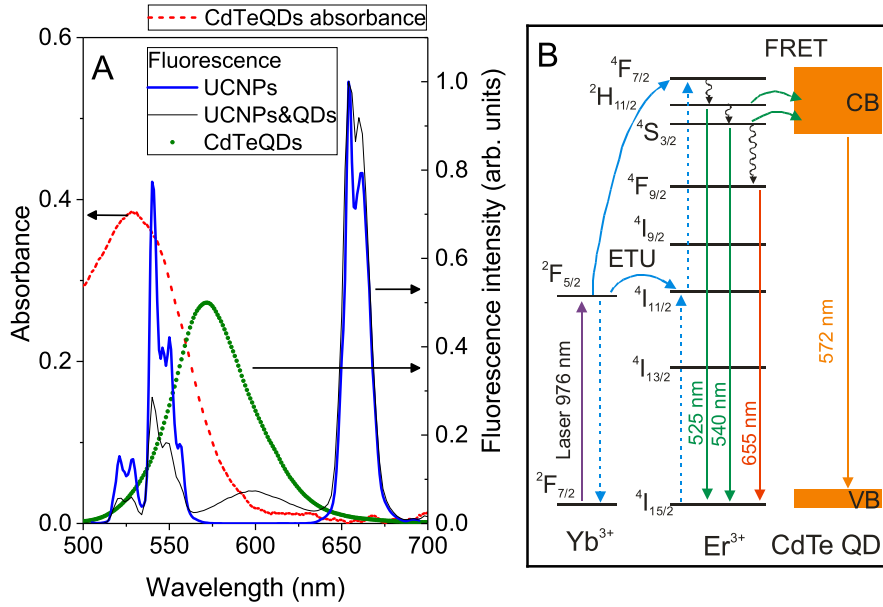 CdTeQDs absorbance
A
Fluorescence
UCNPs
UCNPs&QDs
CdTeQDs
0.6
0.4
0.2
0.0
Absorbance
1.0
0.8
0.6
0.4
0.2
0.0
Fluorescence intensity (arb. units)
500 550 600 650 700
Wavelength (nm)
B
FRET
⁴F₇/₂
²H₁₁/₂
⁴S₃/₂
⁴F₉/₂
⁴I₉/₂
ETU
²F₅/₂
⁴I₁₁/₂
⁴I₁₃/₂
²F₇/₂
⁴I₁₅/₂
CB
VB
Laser 976 nm
525 nm
540 nm
655 nm
572 nm
Yb³⁺ Er³⁺ CdTe QD